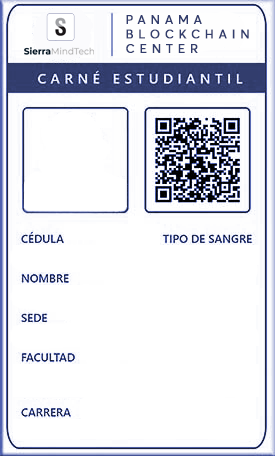 S
SierraMindTech
PANAMA
BLOCKCHAIN
CENTER
CARNÉ ESTUDIANTIL
CÉDULA
TIPO DE SANGRE
NOMBRE
SEDE
FACULTAD
CARRERA